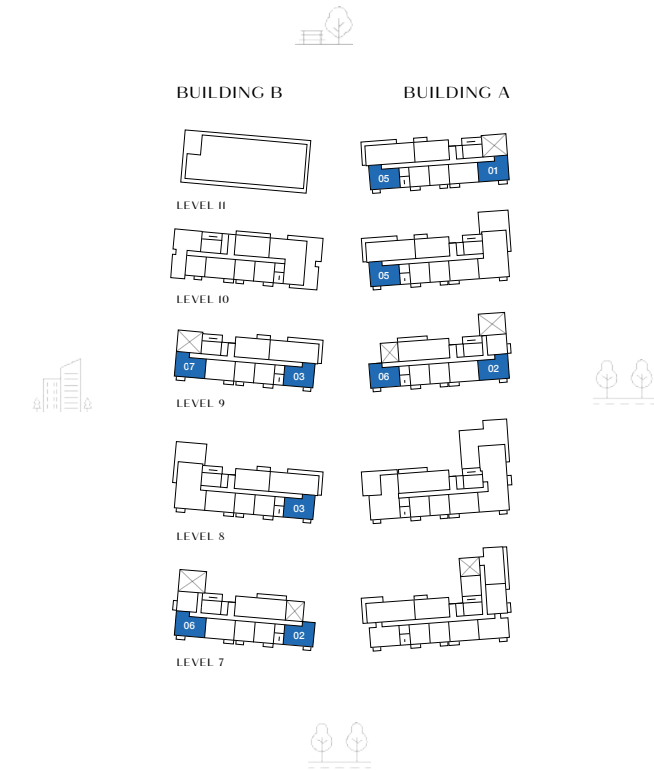 BUILDING B BUILDING A
05 01
LEVEL 11
05
LEVEL 10
07 03 06 02
LEVEL 9
03
LEVEL 8
06 02
LEVEL 7